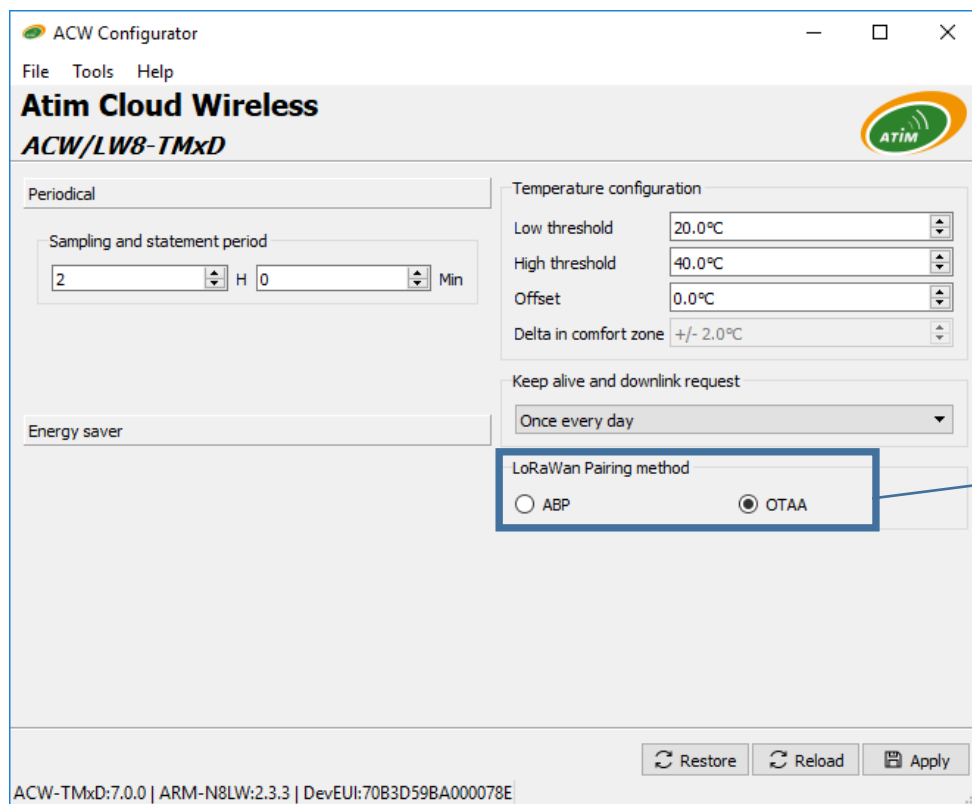 ACW Configurator
File Tools Help
Atim Cloud Wireless
ACW/LW8-TMxD
ATIM
Periodical
Sampling and statement period
2 H 0 Min
Energy saver
Temperature configuration
Low threshold 20.0°C
High threshold 40.0°C
Offset 0.0°C
Delta in comfort zone +/- 2.0°C
Keep alive and downlink request
Once every day
LoRaWan Pairing method
ABP OTAA
Restore Reload Apply
ACW-TMxD:7.0.0 | ARM-N8LW:2.3.3 | DevEUI:70B3D59BA000078E